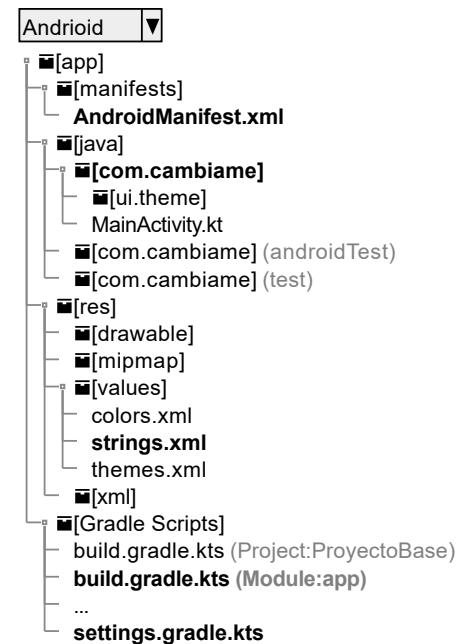 Andrioid
[app]
[manifests]
AndroidManifest.xml
[java]
[com.cambiame]
[ui.theme]
MainActivity.kt
[com.cambiame] (androidTest)
[com.cambiame] (test)
[res]
[drawable]
[mipmap]
[values]
colors.xml
strings.xml
themes.xml
[xml]
[Gradle Scripts]
build.gradle.kts (Project:ProyectoBase)
build.gradle.kts (Module:app)
...
settings.gradle.kts